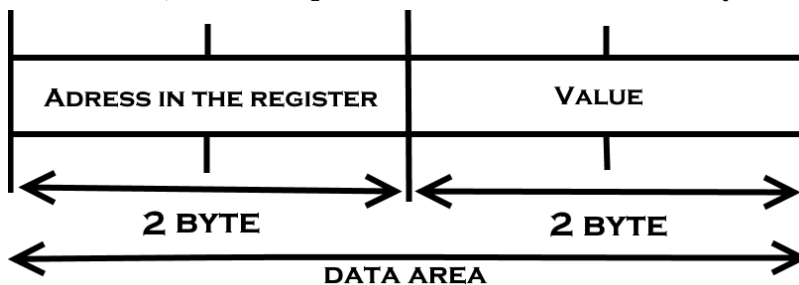 ADRESS IN THE REGISTER VALUE
2 BYTE 2 BYTE
DATA AREA